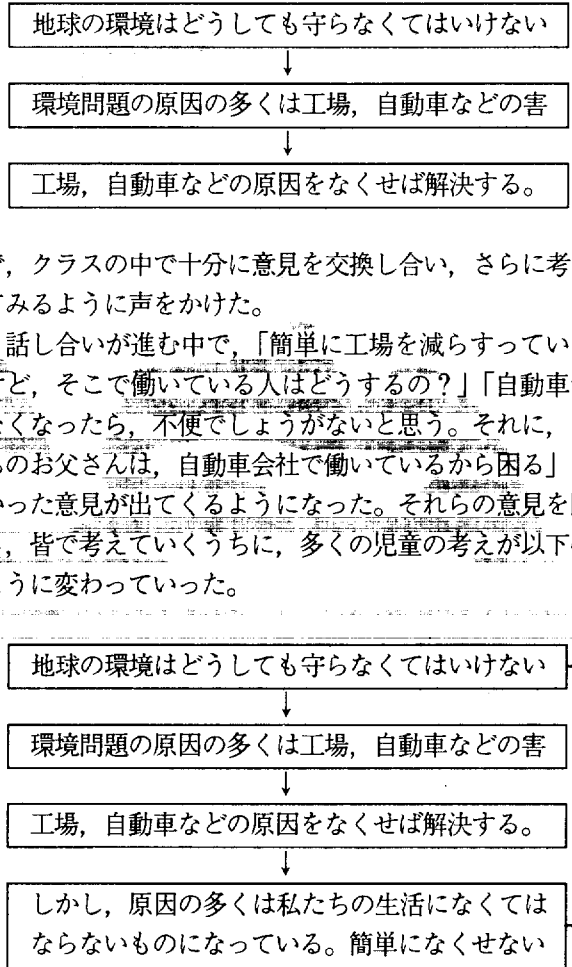 地球の環境はどうしても守らなくてはいけない
↓
環境問題の原因の多くは工場，自動車などの害
↓
工場，自動車などの原因をなくせば解決する。
，クラスの中で十分に意見を交換し合い，さらに考
てみるように声をかけた。
話し合いが進む中で，「簡単に工場を減らすってい
ど，そこで働いている人はどうするの？」「自動車
なくなったら，不便でしょうがないと思う。それに，
のお父さんは，自動車会社で働いているから困る」
いった意見が出てくるようになった。それらの意見を
，皆で考えていくうちに，多くの児童の考えが以下
ように変わっていった。
地球の環境はどうしても守らなくてはいけない
↓
環境問題の原因の多くは工場，自動車などの害
↓
工場，自動車などの原因をなくせば解決する。
↓
しかし，原因の多くは私たちの生活になくては
ならないものになっている。簡単になくせない